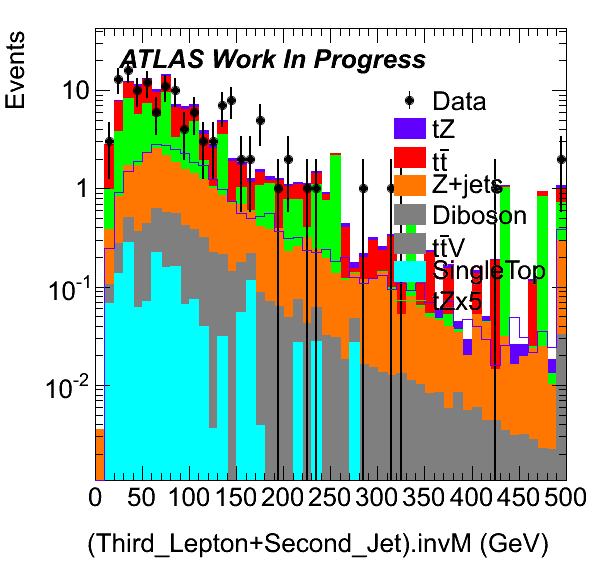 Events
ATLAS Work In Progress
Data
tZ
tt̄
Z+jets
Diboson
tt̄V
SingleTop
tZx5
10
1
10⁻¹
10⁻²
0 50 100 150 200 250 300 350 400 450 500
(Third_Lepton+Second_Jet).invM (GeV)